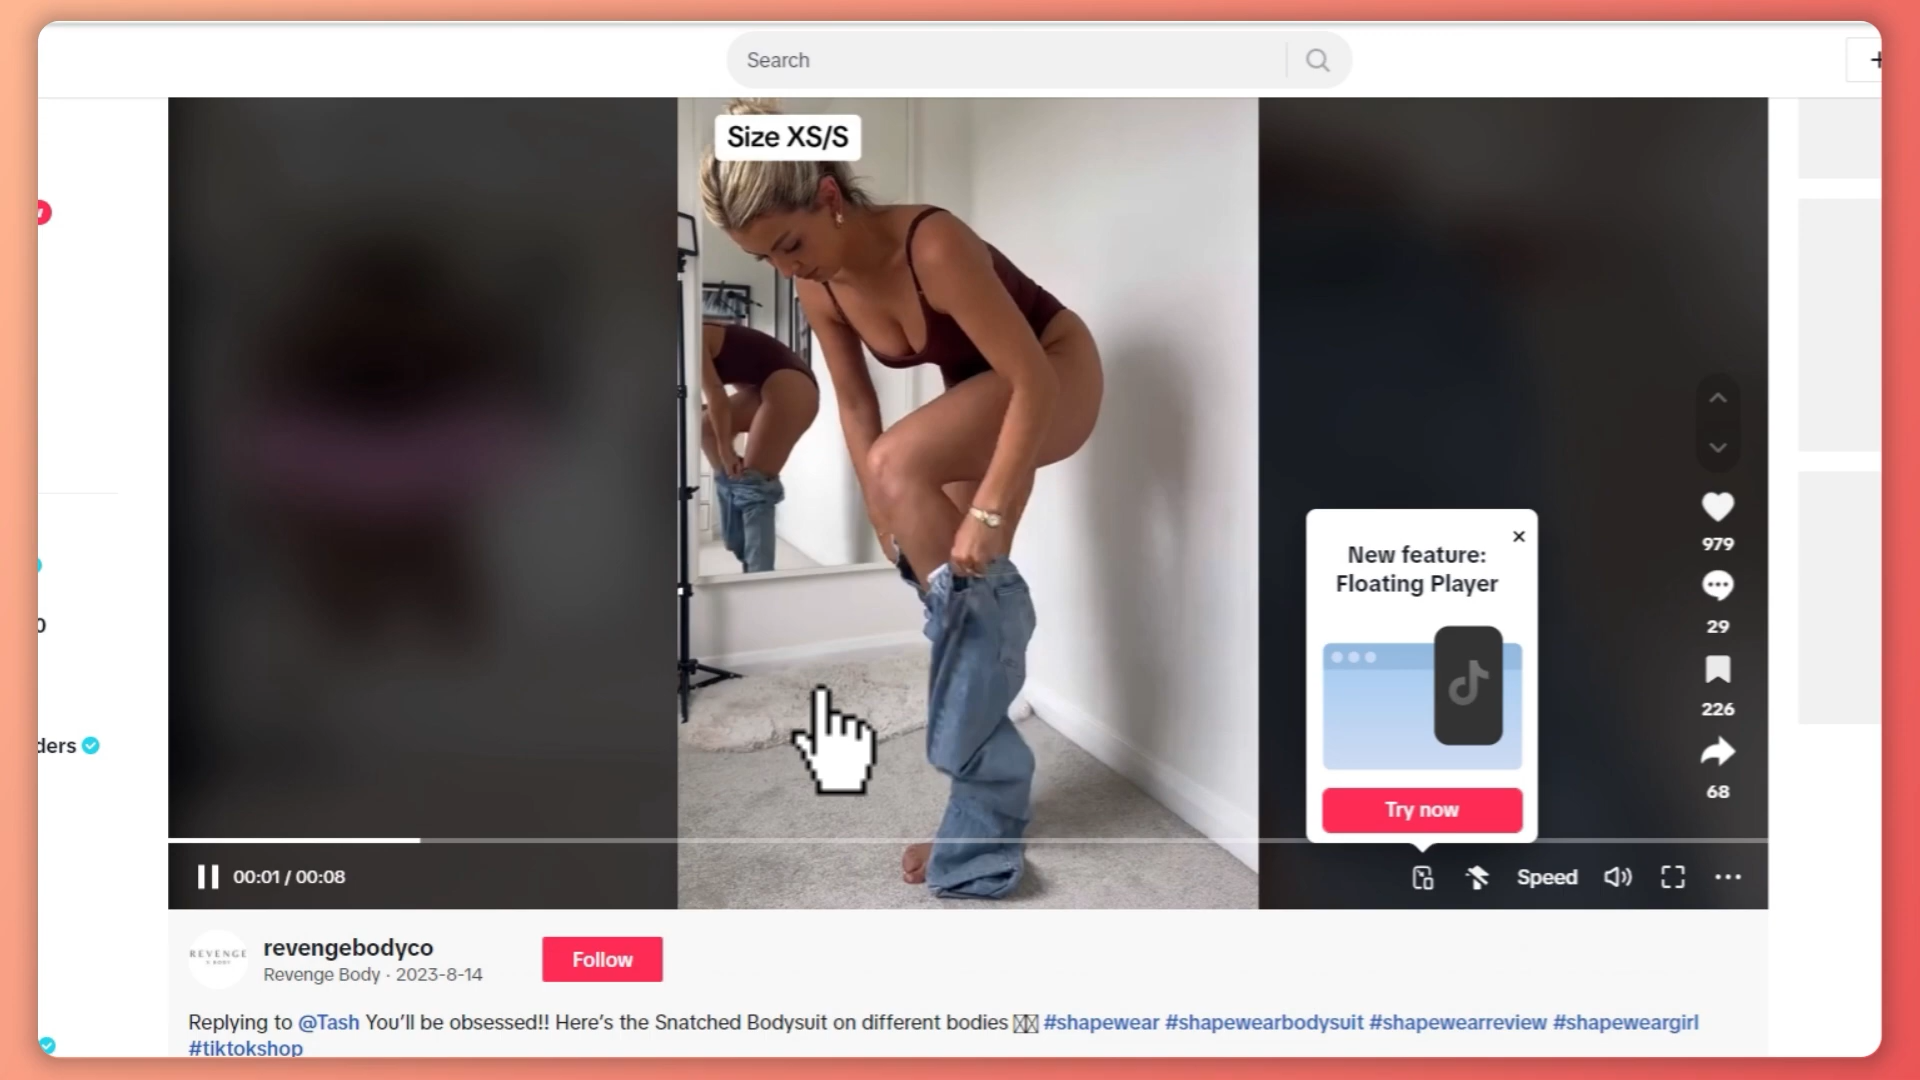 Search
+
Size XS/S
New feature:
Floating Player
Try now
979
29
226
68
ders
00:01 / 00:08
Speed
REVENGE
revengebodyco
Revenge Body · 2023-8-14
Follow
Replying to @Tash You'll be obsessed!! Here's the Snatched Bodysuit on different bodies #shapewear #shapewearbodysuit #shapewearreview #shapeweargirl
#tiktokshop